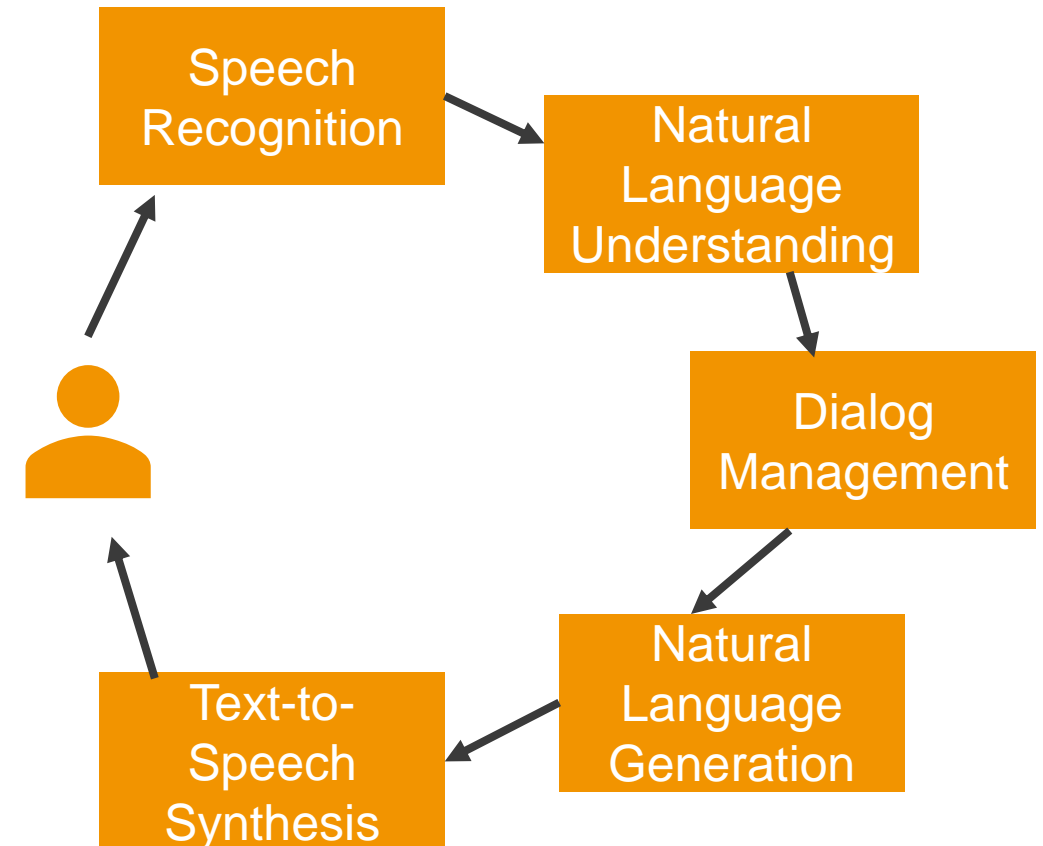 Speech
Recognition
Natural
Language
Understanding
Dialog
Management
Natural
Language
Generation
Text-to-
Speech
Synthesis